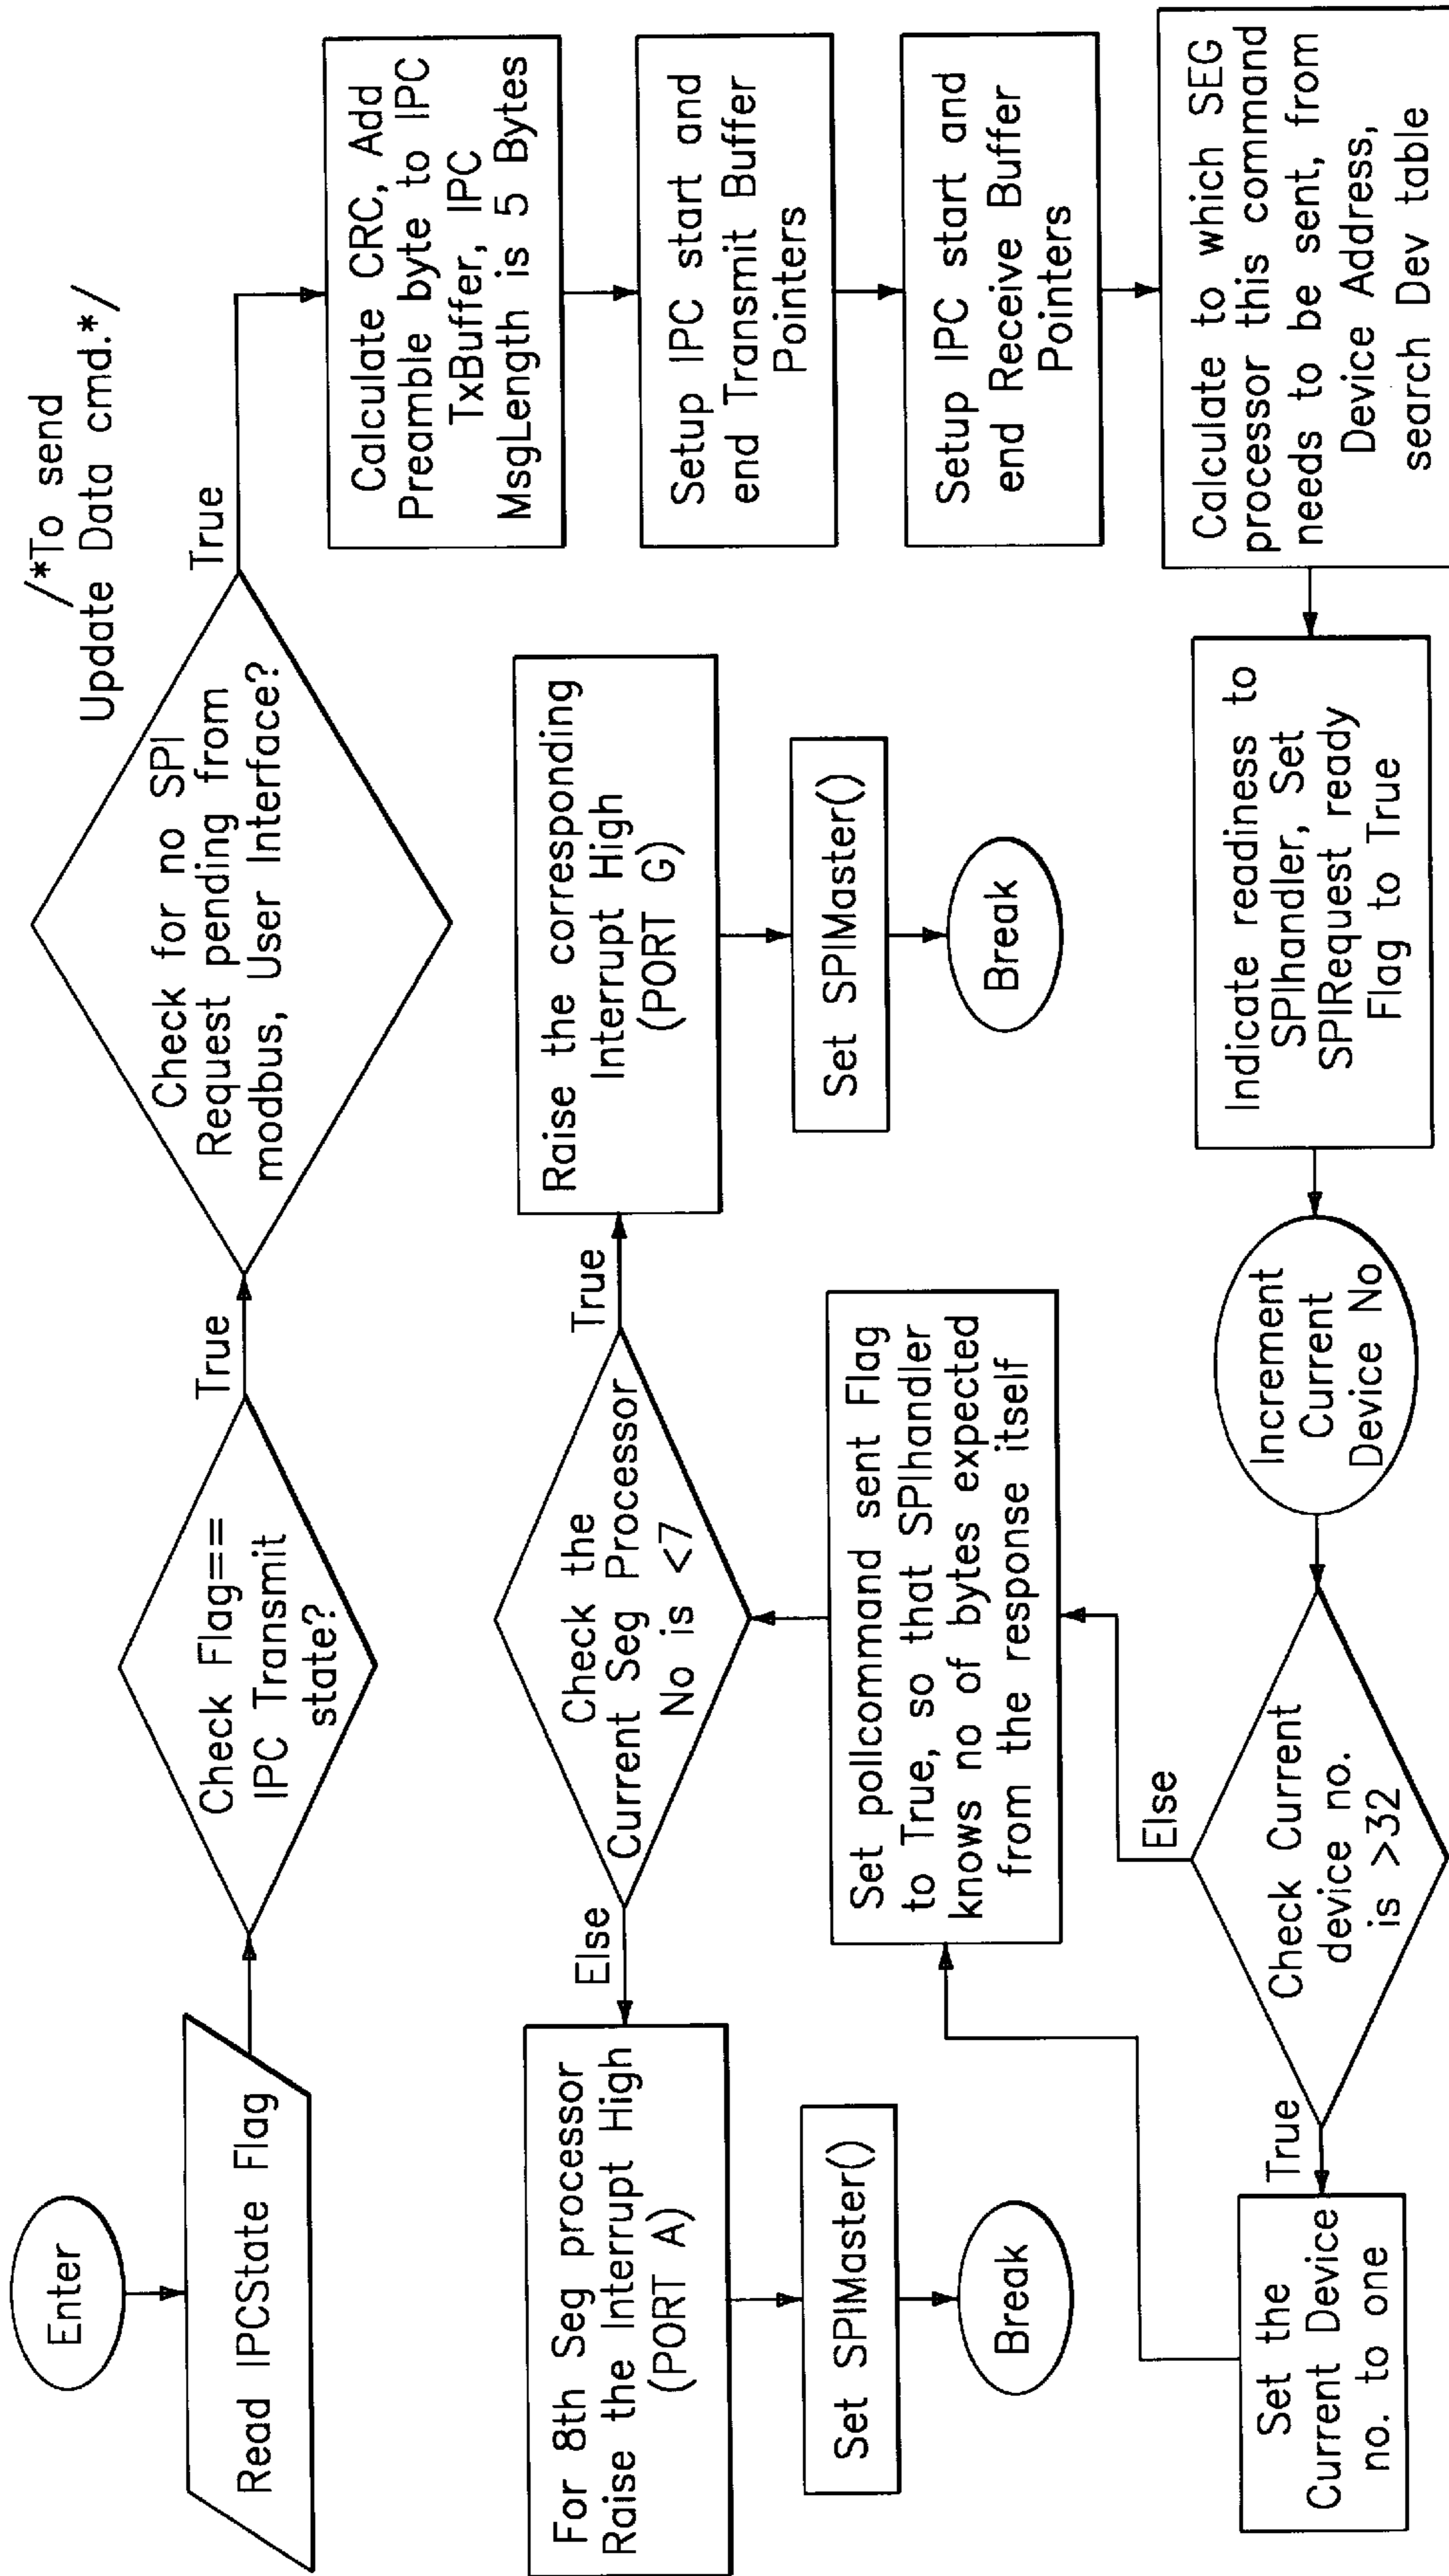 Enter
Read IPCState Flag
Check Flag==
IPC Transmit
state?
True
Check for no SPI
Request pending from
modbus, User Interface?
/*To send
Update Data cmd.*/
True
Calculate CRC, Add
Preamble byte to IPC
TxBuffer, IPC
MsgLength is 5 Bytes
Setup IPC start and
end Transmit Buffer
Pointers
Setup IPC start and
end Receive Buffer
Pointers
Calculate to which SEG
processor this command
needs to be sent, from
Device Address,
search Dev table
Indicate readiness to
SPIhandler, Set
SPIRequest ready
Flag to True
Increment
Current
Device No
Check Current
device no.
is >32
True
Set the
Current Device
no. to one
Else
Set pollcommand sent Flag
to True, so that SPIhandler
knows no of bytes expected
from the response itself
Check the
Current Seg Processor
No is <7
True
Raise the corresponding
Interrupt High
(PORT G)
Set SPIMaster()
Break
Else
For 8th Seg processor
Raise the Interrupt High
(PORT A)
Set SPIMaster()
Break